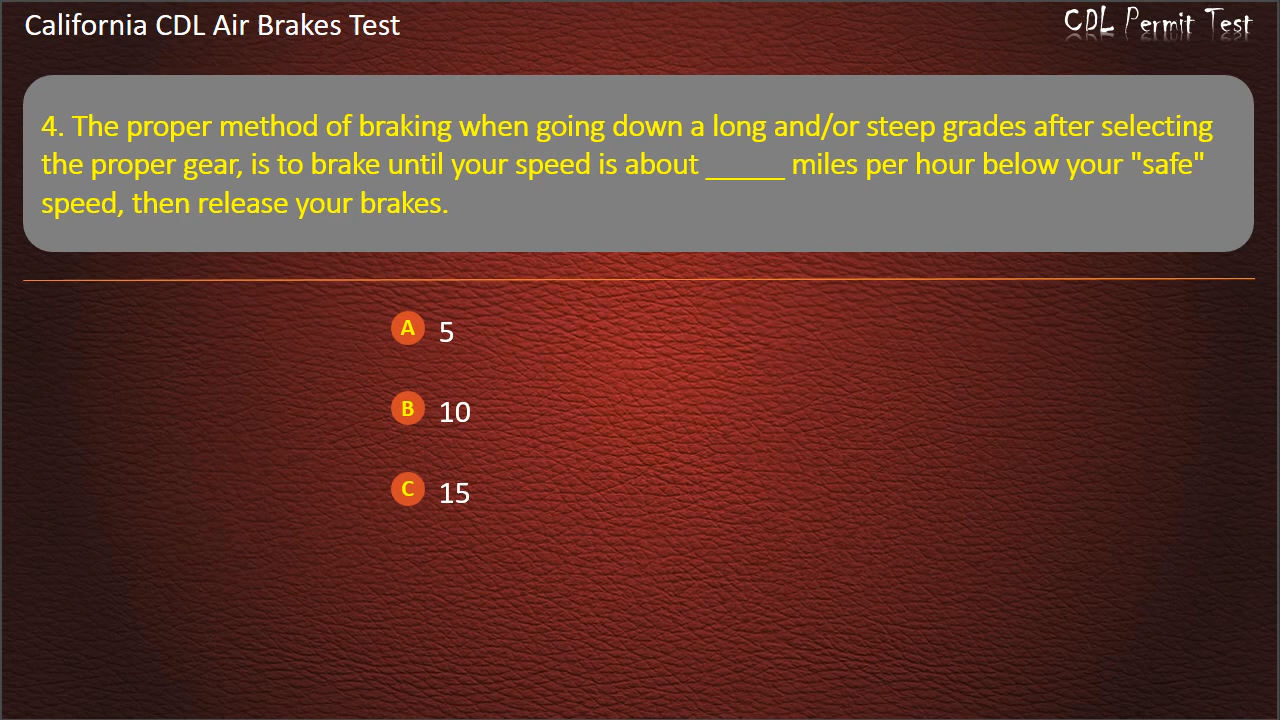 California CDL Air Brakes Test
CDL Permit Test
4. The proper method of braking when going down a long and/or steep grades after selecting
the proper gear, is to brake until your speed is about _____ miles per hour below your "safe"
speed, then release your brakes.
A 5
B 10
C 15